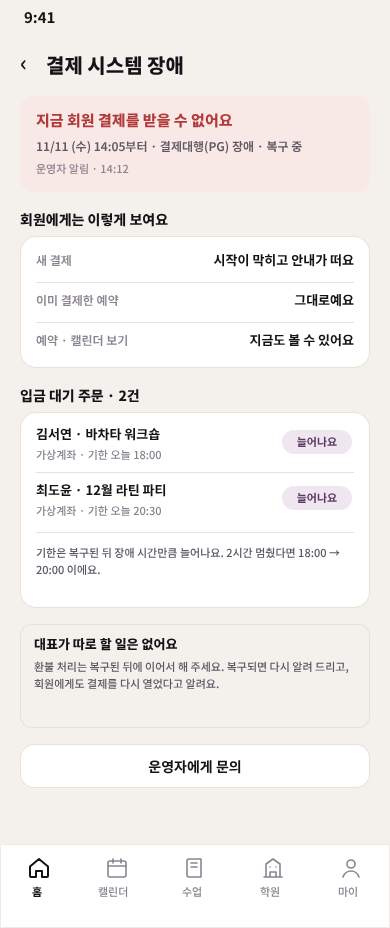 9:41
결제 시스템 장애
지금 회원 결제를 받을 수 없어요
11/11 (수) 14:05부터 · 결제대행(PG) 장애 · 복구 중
운영자 알림 · 14:12
회원에게는 이렇게 보여요
새 결제 시작이 막히고 안내가 떠요
이미 결제한 예약 그대로예요
예약 · 캘린더 보기 지금도 볼 수 있어요
입금 대기 주문 · 2건
김서연 · 바차타 워크숍 늘어나요
가상계좌 · 기한 오늘 18:00
최도윤 · 12월 라틴 파티 늘어나요
가상계좌 · 기한 오늘 20:30
기한은 복구된 뒤 장애 시간만큼 늘어나요. 2시간 멈췄다면 18:00 →
20:00 이에요.
대표가 따로 할 일은 없어요
환불 처리는 복구된 뒤에 이어서 해 주세요. 복구되면 다시 알려 드리고,
회원에게도 결제를 다시 열었다고 알려요.
운영자에게 문의
홈 캘린더 수업 학원 마이